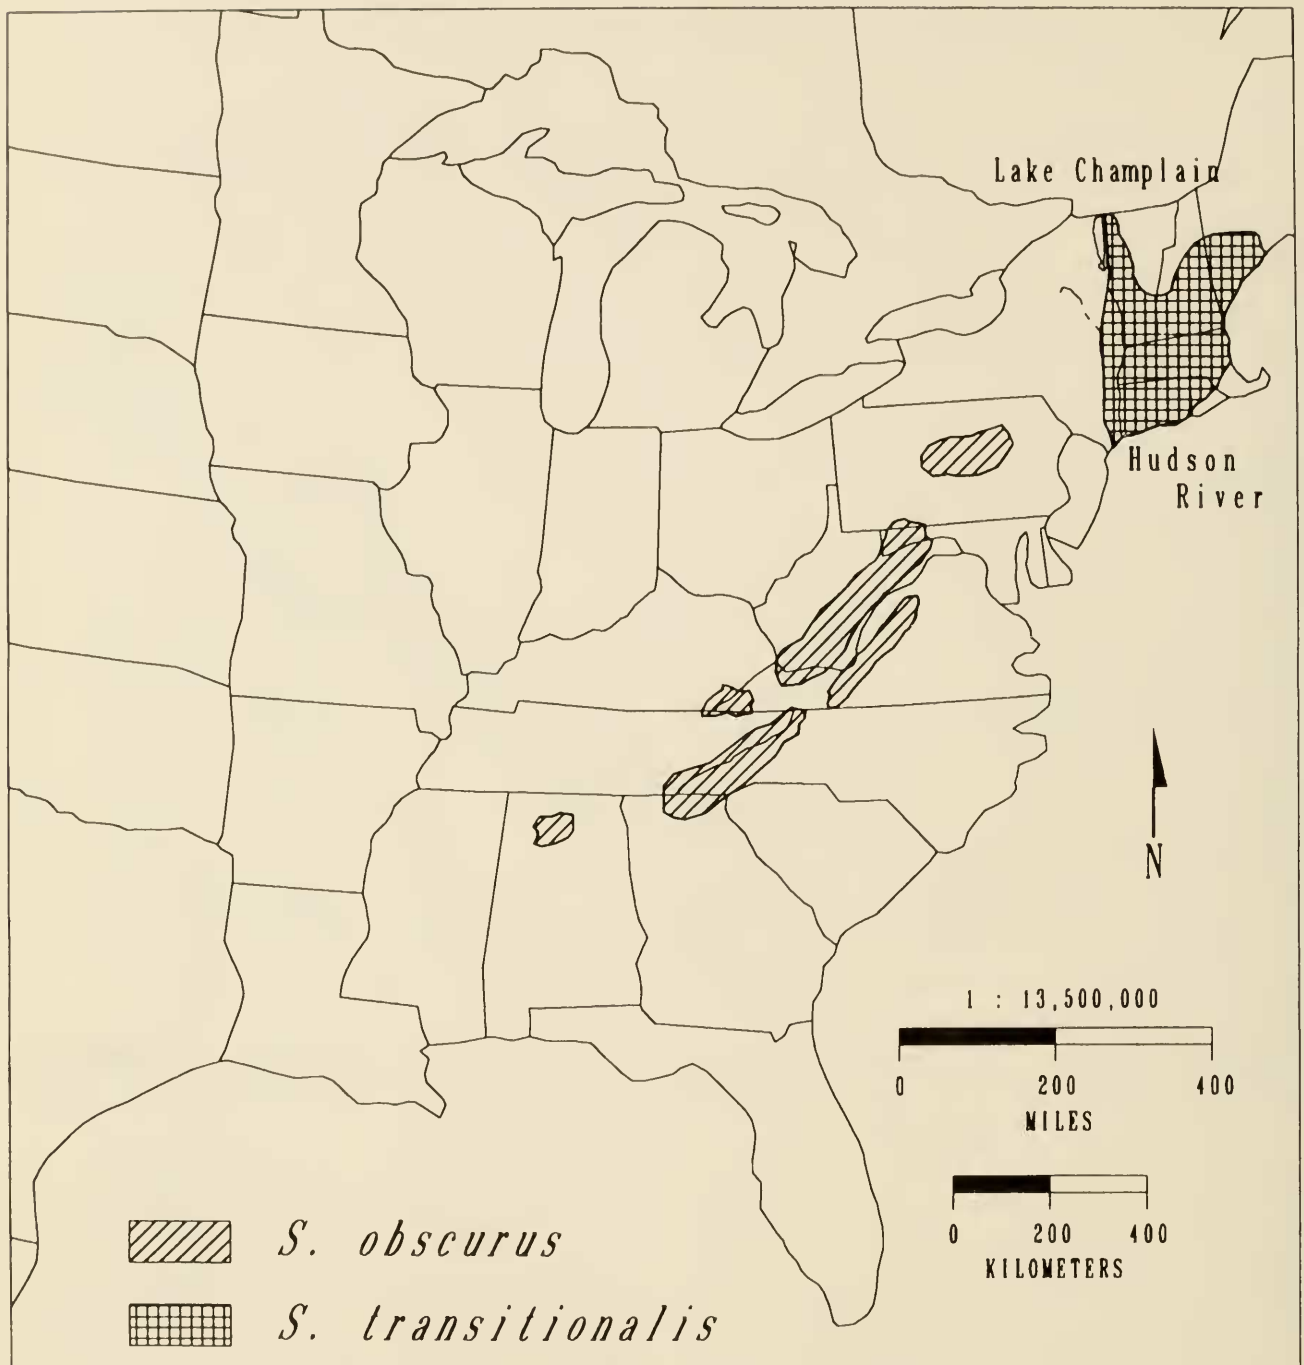 Lake Champlain
Hudson
River
N
1 : 13,500,000
0 200 400
MILES
0 200 400
KILOMETERS
S. obscurus
S. transitionalis